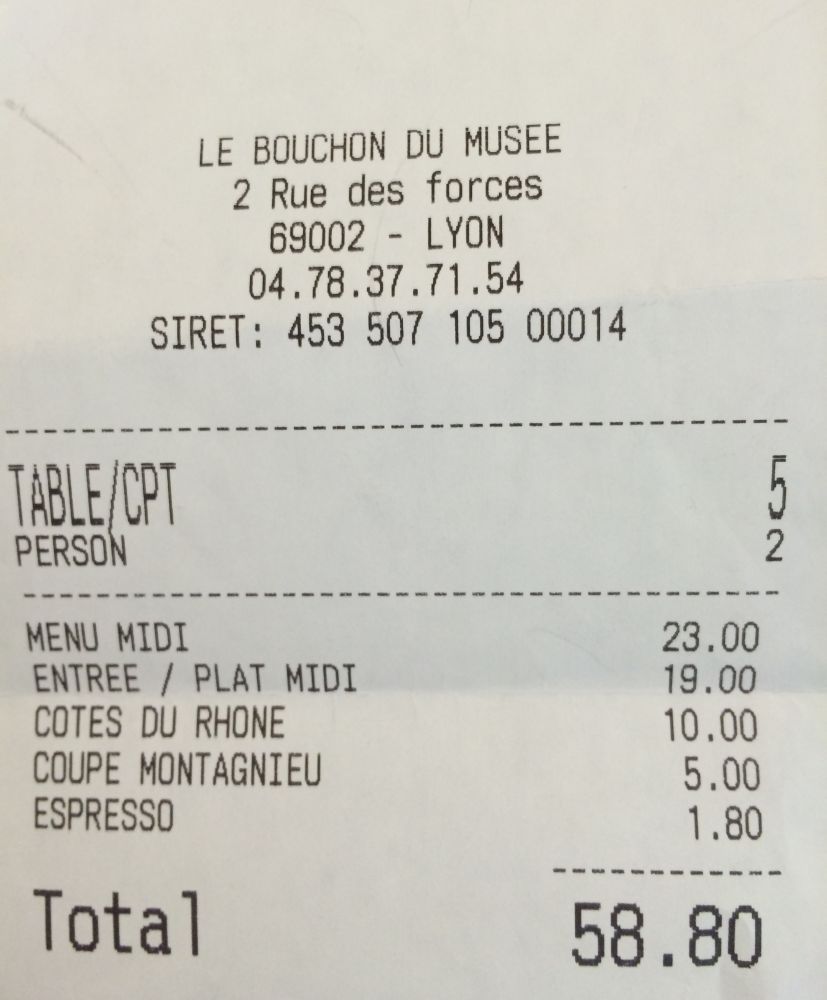 LE BOUCHON DU MUSEE
2 Rue des forces
69002 - LYON
04.78.37.71.54
SIRET: 453 507 105 00014
TABLE/CPT 5
PERSON 2
MENU MIDI 23.00
ENTREE / PLAT MIDI 19.00
COTES DU RHONE 10.00
COUPE MONTAGNIEU 5.00
ESPRESSO 1.80
Total 58.80